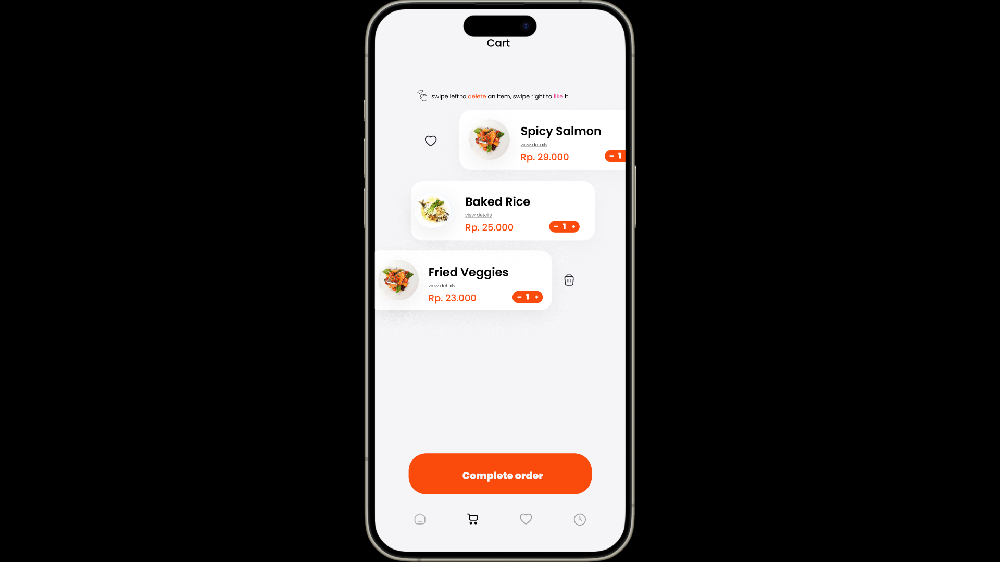 Cart
swipe left to delete an item, swipe right to like it
Spicy Salmon
view details
Rp. 29.000
- 1
Baked Rice
view details
Rp. 25.000
- 1 +
Fried Veggies
view details
Rp. 23.000
- 1 +
Complete order